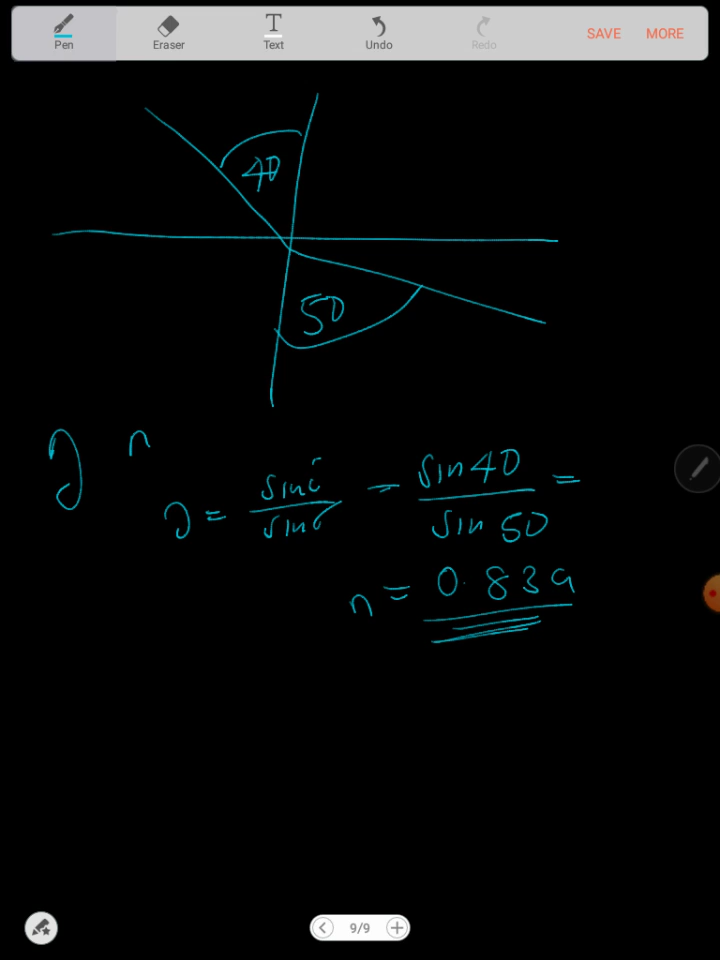 Pen Eraser Text Undo Redo SAVE MORE
40
50
n
η = sin i / sin r = sin 40 / sin 50 =
n = 0.839
9/9